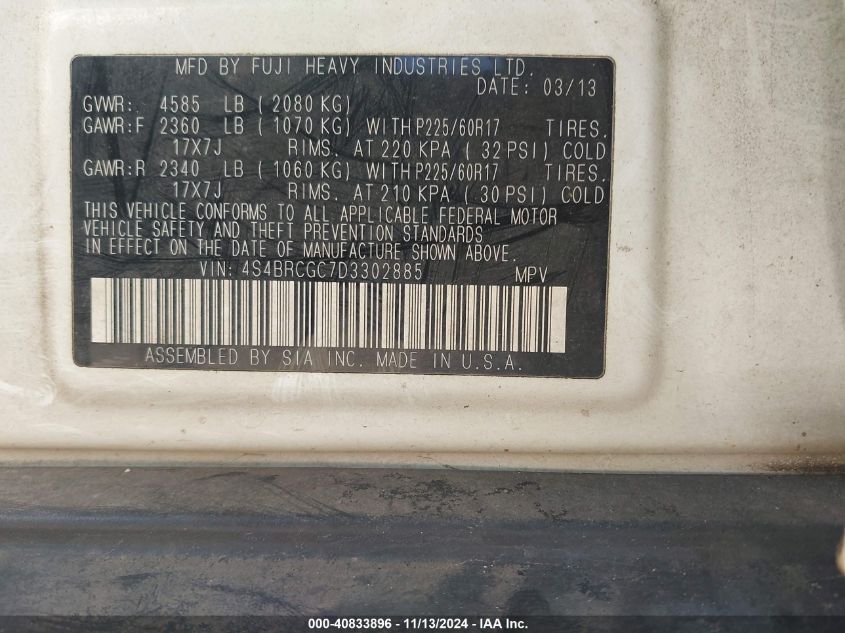 MFD BY FUJI HEAVY INDUSTRIES LTD.
DATE: 03/13
GVWR: 4585 LB ( 2080 KG)
GAWR:F 2360 LB ( 1070 KG) WITH P225/60R17 TIRES.
17X7J RIMS. AT 220 KPA ( 32 PSI) COLD
GAWR:R 2340 LB ( 1060 KG) WITH P225/60R17 TIRES.
17X7J RIMS. AT 210 KPA ( 30 PSI) COLD
THIS VEHICLE CONFORMS TO ALL APPLICABLE FEDERAL MOTOR
VEHICLE SAFETY AND THEFT PREVENTION STANDARDS
IN EFFECT ON THE DATE OF MANUFACTURE SHOWN ABOVE.
VIN: 4S4BRCGC7D3302885 MPV
ASSEMBLED BY SIA INC. MADE IN U.S.A.
000-40833896 - 11/13/2024 - IAA Inc.